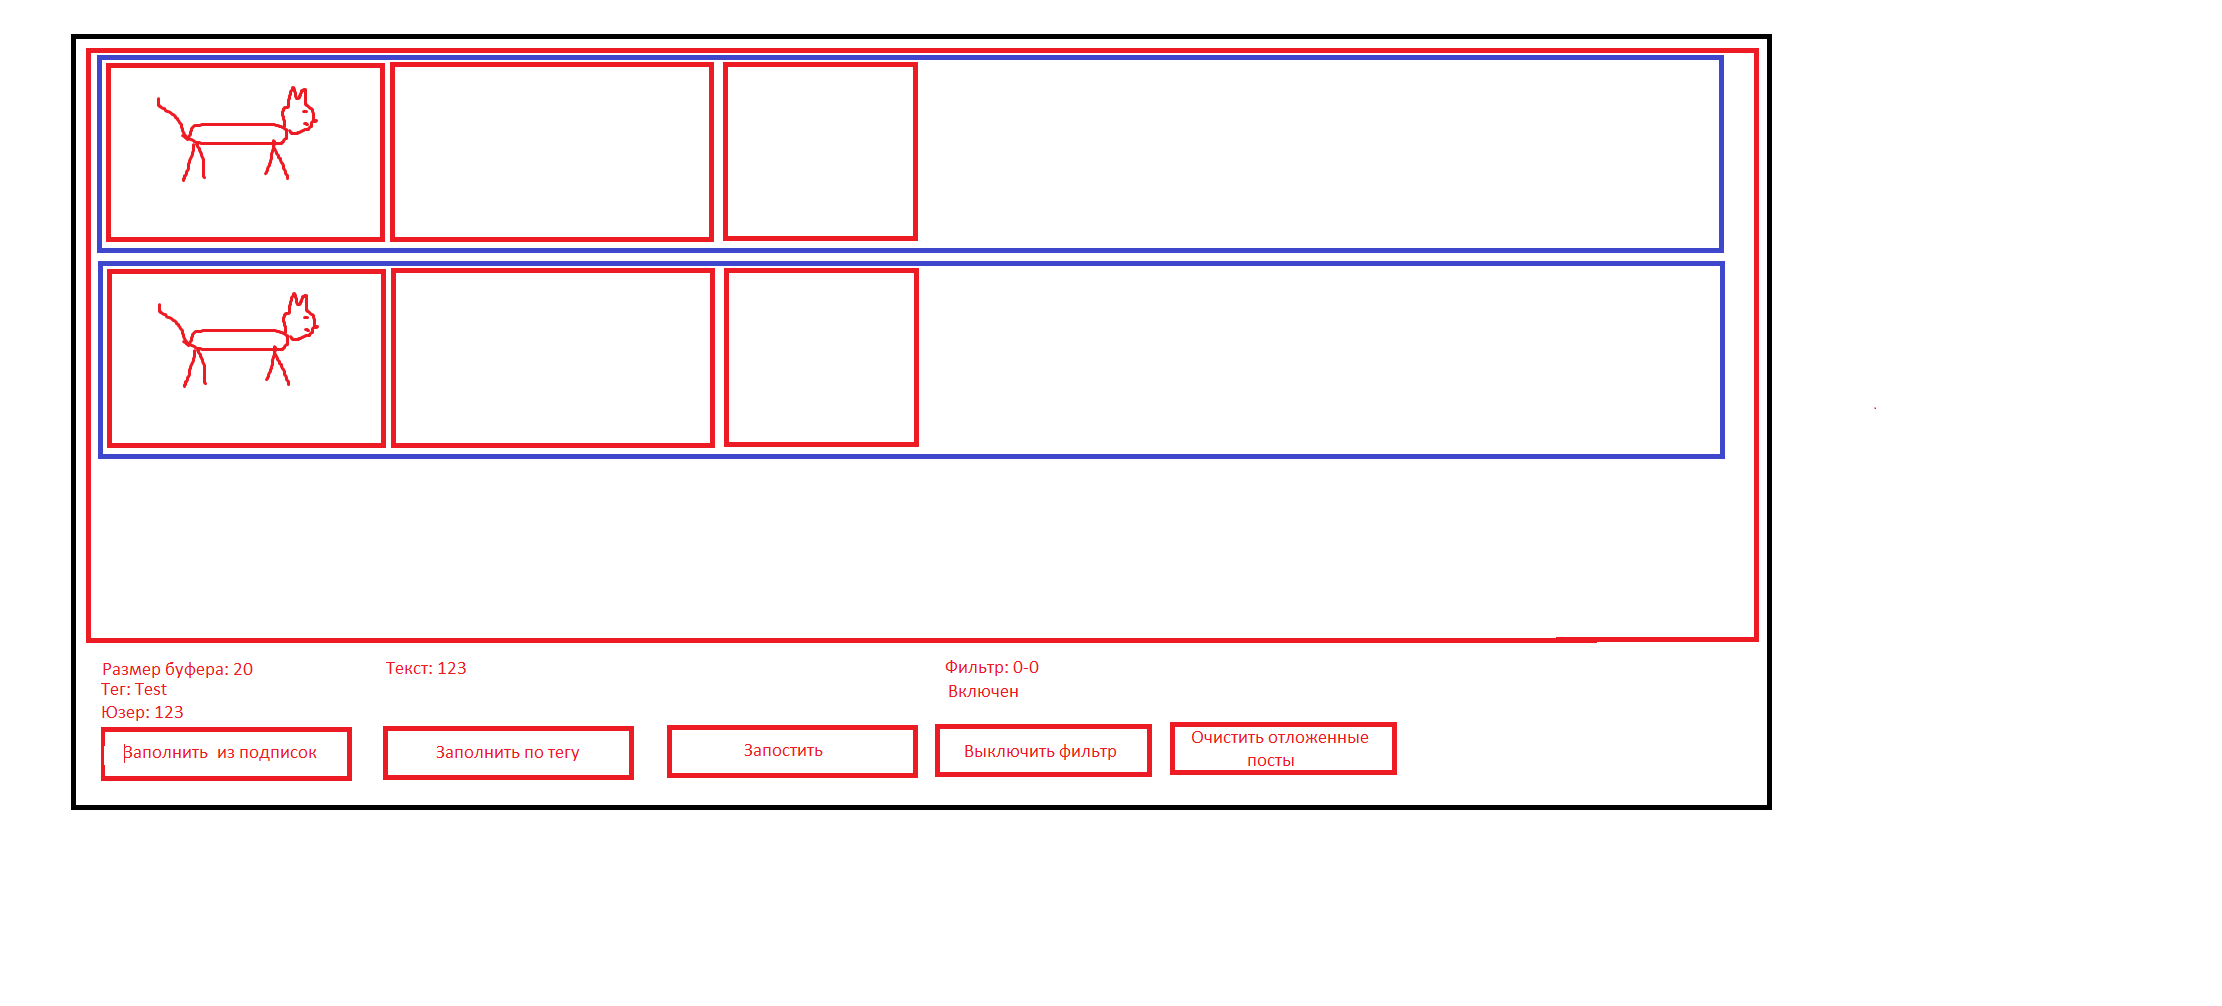 Размер буфера: 20
Тег: Test
Юзер: 123
Текст: 123
Фильтр: 0-0
Включен
Заполнить  из подписок
Заполнить по тегу
Запостить
Выключить фильтр
Очистить отложенные
посты